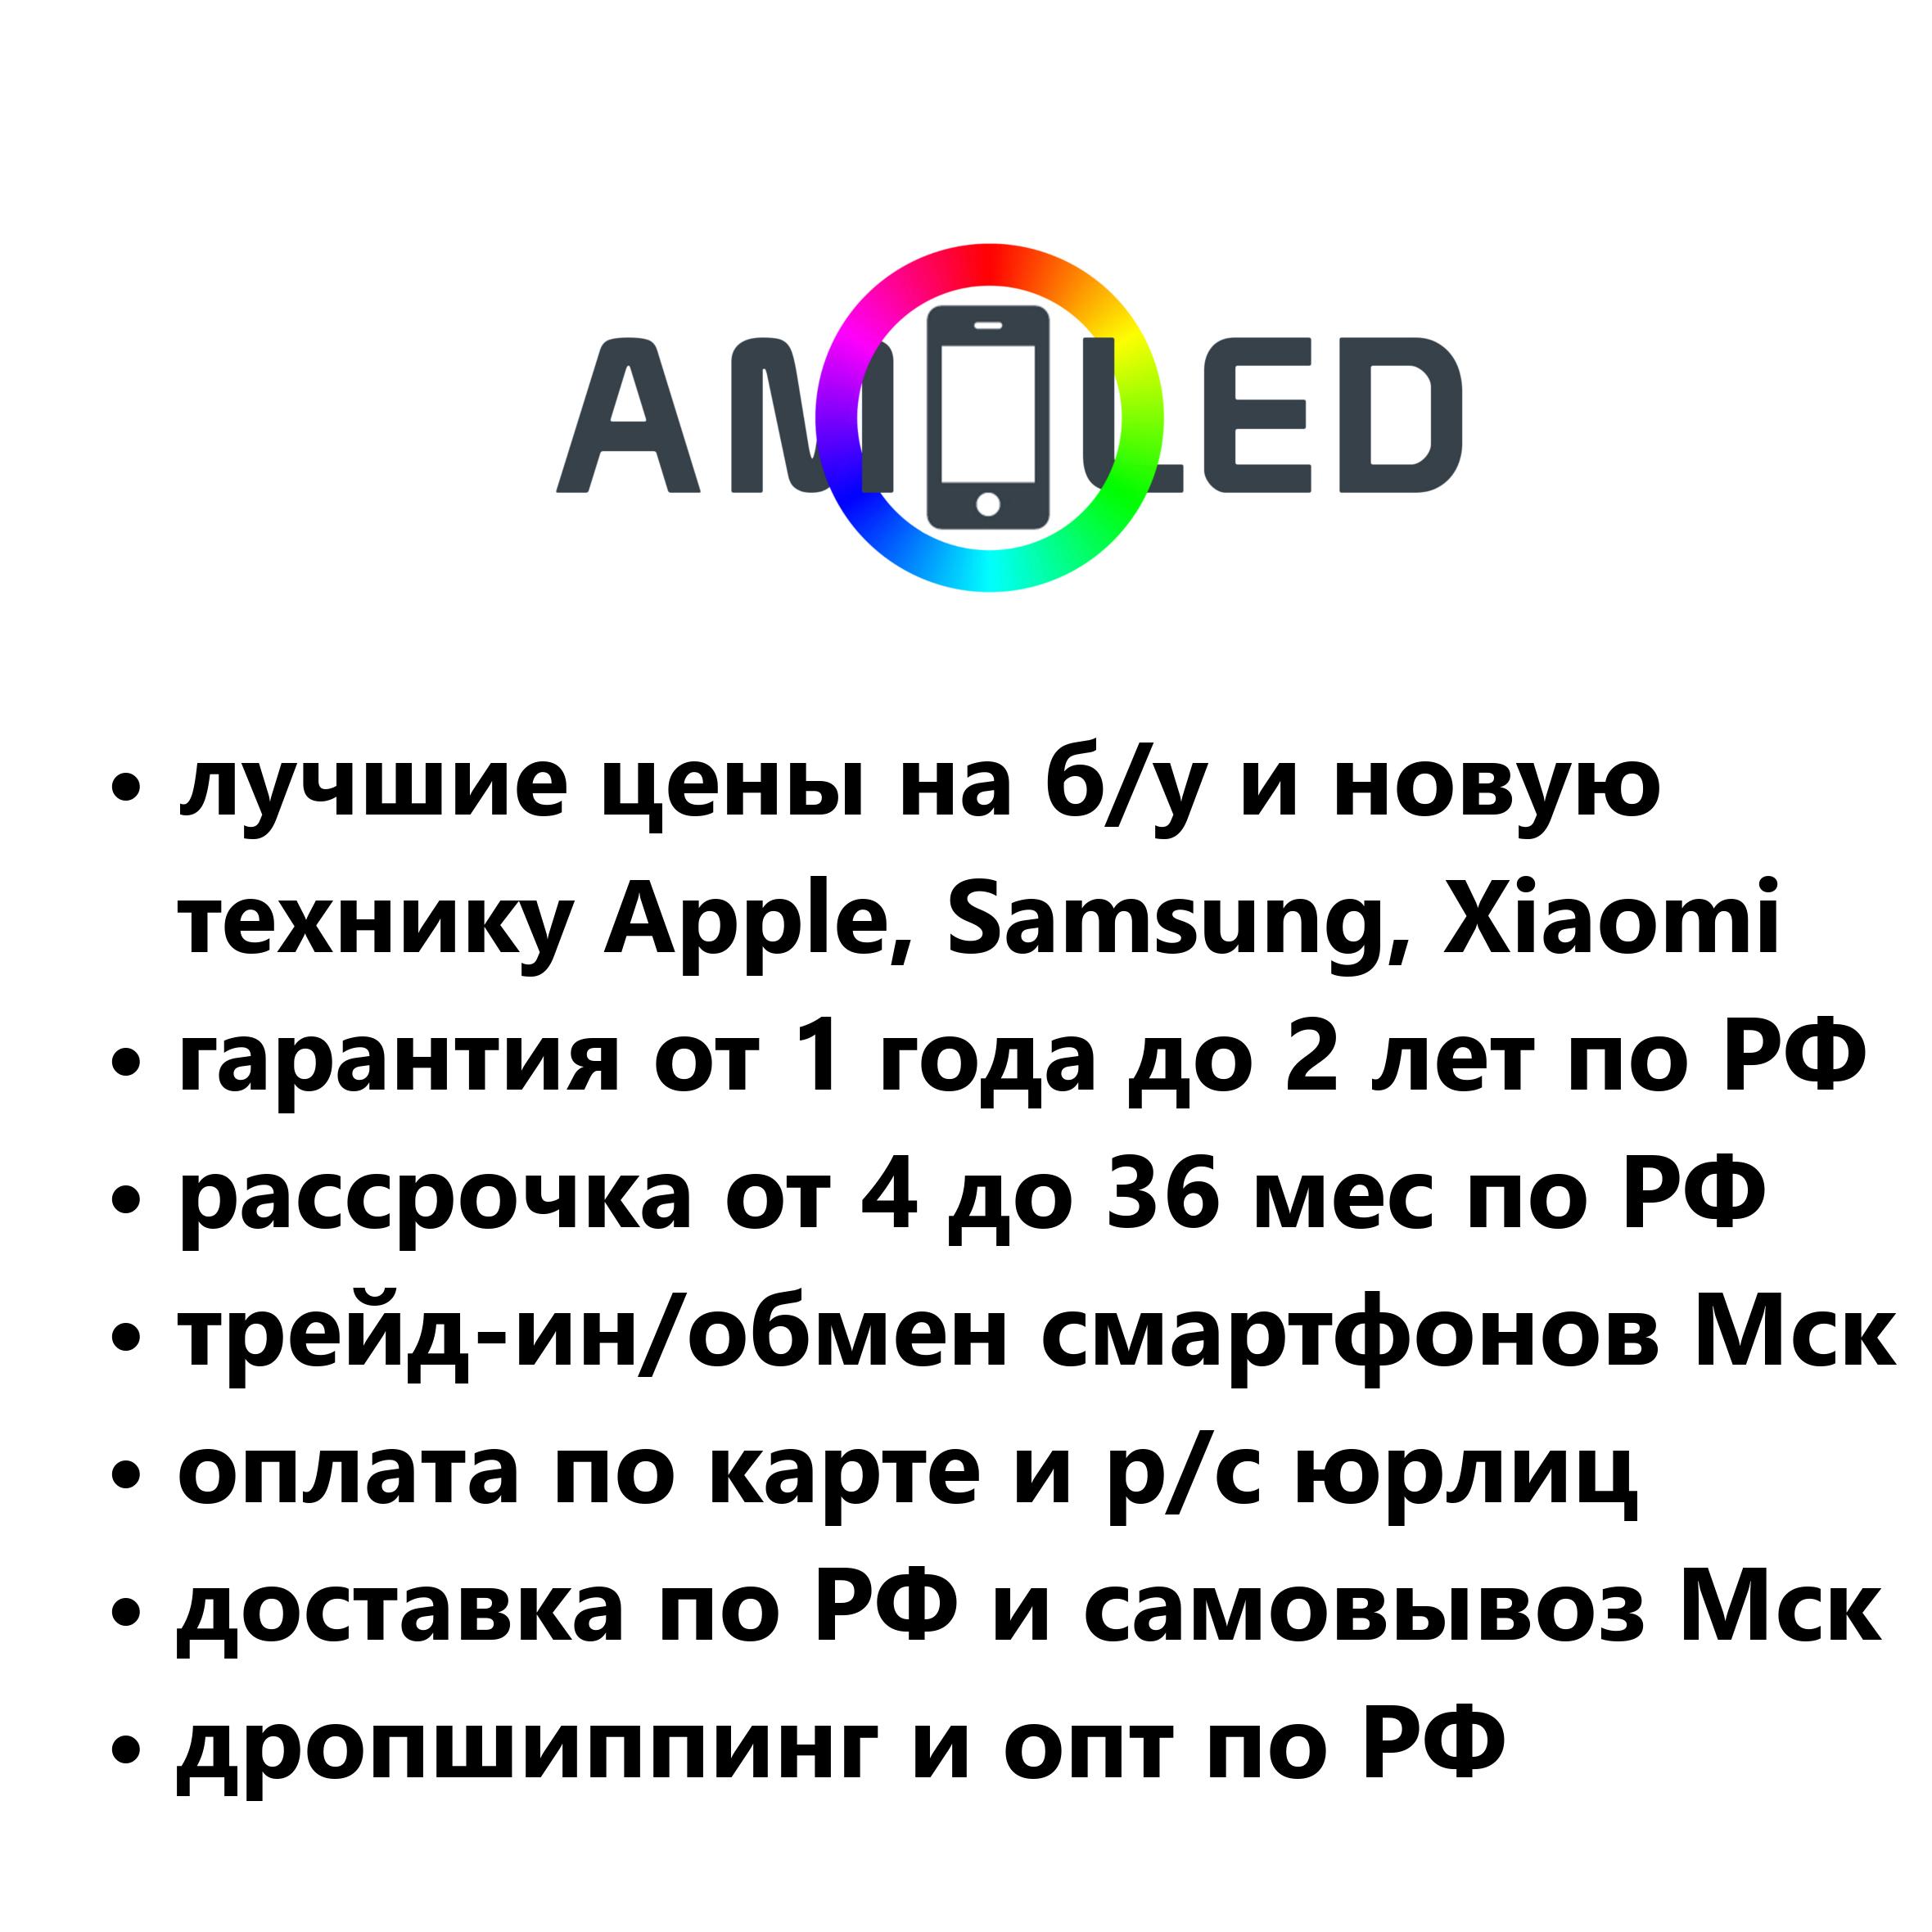 AMOLED
• лучшие цены на б/у и новую
технику Apple, Samsung, Xiaomi
• гарантия от 1 года до 2 лет по РФ
• рассрочка от 4 до 36 мес по РФ
• трейд-ин/обмен смартфонов Мск
• оплата по карте и р/с юрлиц
• доставка по РФ и самовывоз Мск
• дропшиппинг и опт по РФ